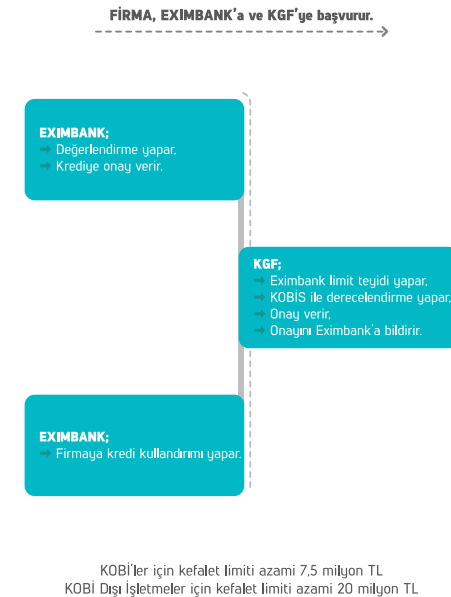 FİRMA, EXIMBANK'a ve KGF'ye başvurur.
EXIMBANK;
➡ Değerlendirme yapar,
➡ Krediye onay verir.
KGF;
➡ Eximbank limit teyidi yapar,
➡ KOBİS ile derecelendirme yapar,
➡ Onay verir,
➡ Onayını Eximbank'a bildirir.
EXIMBANK;
➡ Firmaya kredi kullandırımı yapar.
KOBİ'ler için kefalet limiti azami 7,5 milyon TL
KOBİ Dışı İşletmeler için kefalet limiti azami 20 milyon TL